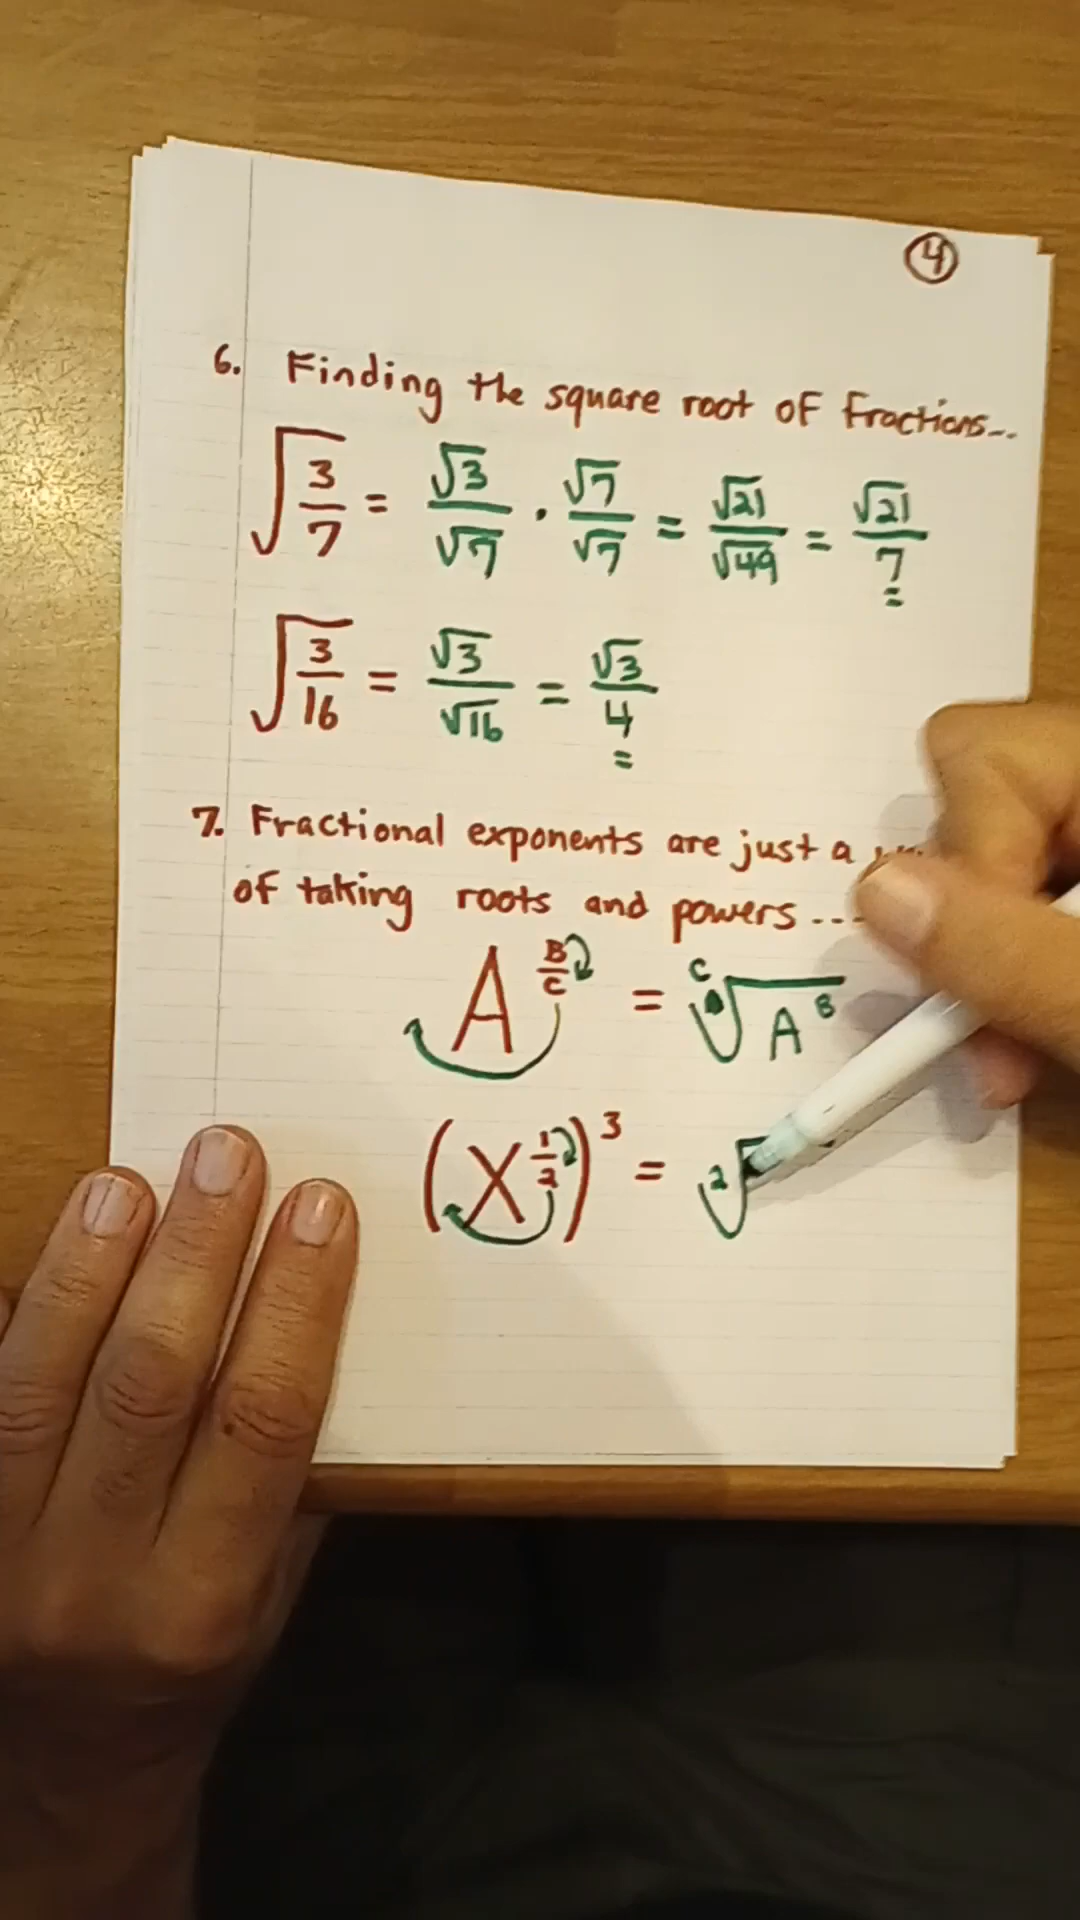 ④
6. Finding the square root of fractions...
√(3/7) = √3/√7 · √7/√7 = √21/√49 = √21/7
√(3/16) = √3/√16 = √3/4
7. Fractional exponents are just a
of taking roots and powers...
A^(B/C) = ᶜ√(A^B)
(X^(1/2))^3 = ²√